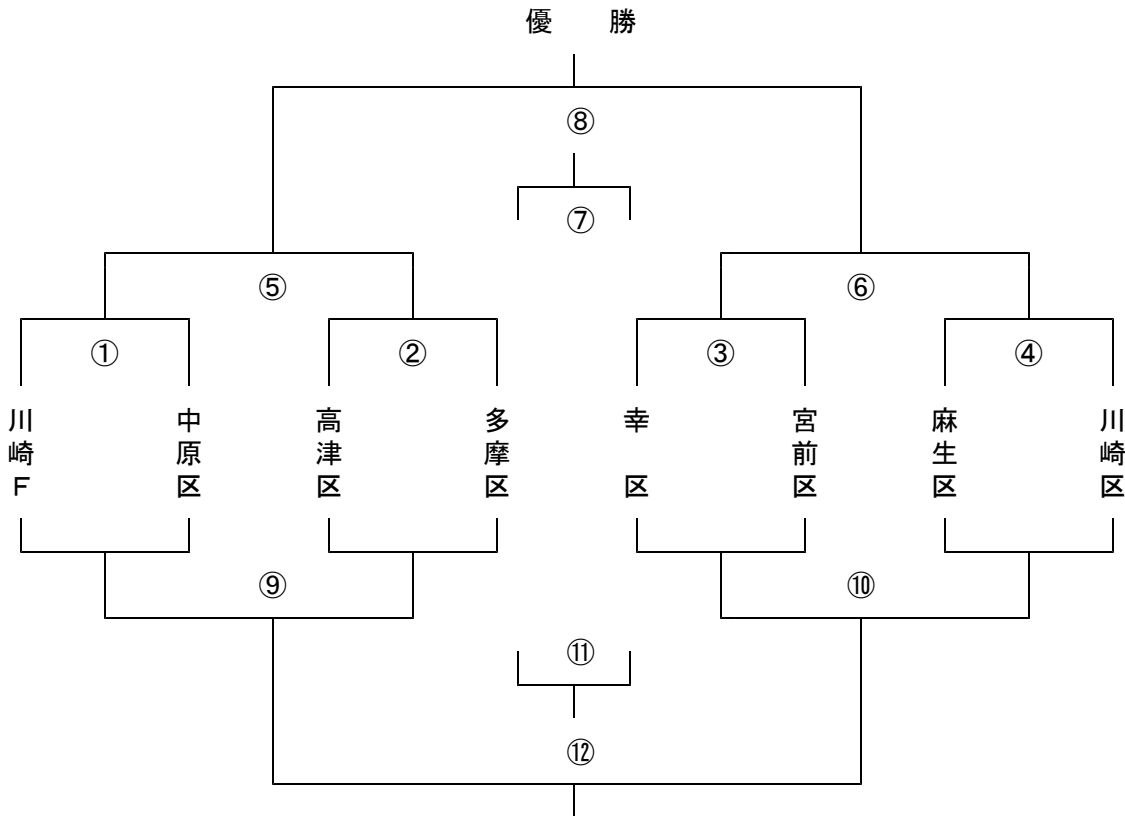 優　勝
⑧
⑦
⑤
⑥
①
②
③
④
川崎F
中原区
高津区
多摩区
幸　区
宮前区
麻生区
川崎区
⑨
⑩
⑪
⑫